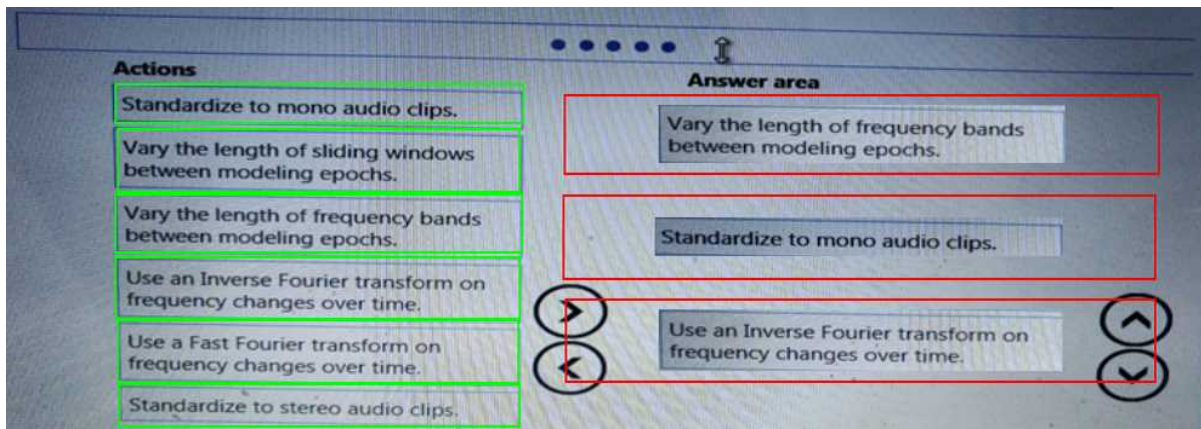 Actions
Standardize to mono audio clips.
Vary the length of sliding windows
between modeling epochs.
Vary the length of frequency bands
between modeling epochs.
Use an Inverse Fourier transform on
frequency changes over time.
Use a Fast Fourier transform on
frequency changes over time.
Standardize to stereo audio clips.
Answer area
Vary the length of frequency bands
between modeling epochs.
Standardize to mono audio clips.
Use an Inverse Fourier transform on
frequency changes over time.